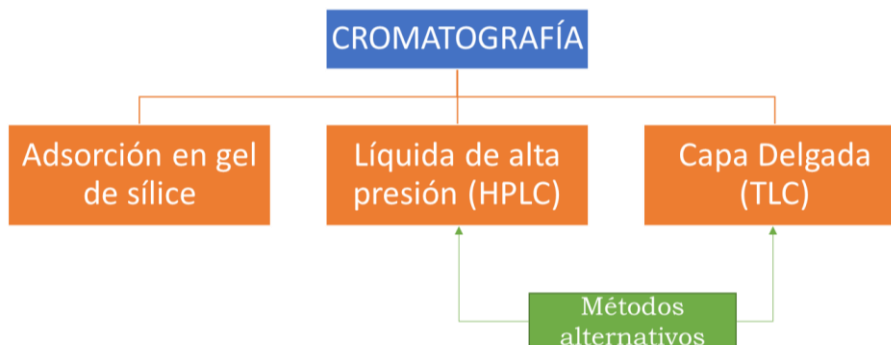 CROMATOGRAFÍA
Adsorción en gel
de sílice
Líquida de alta
presión (HPLC)
Capa Delgada
(TLC)
Métodos
alternativos